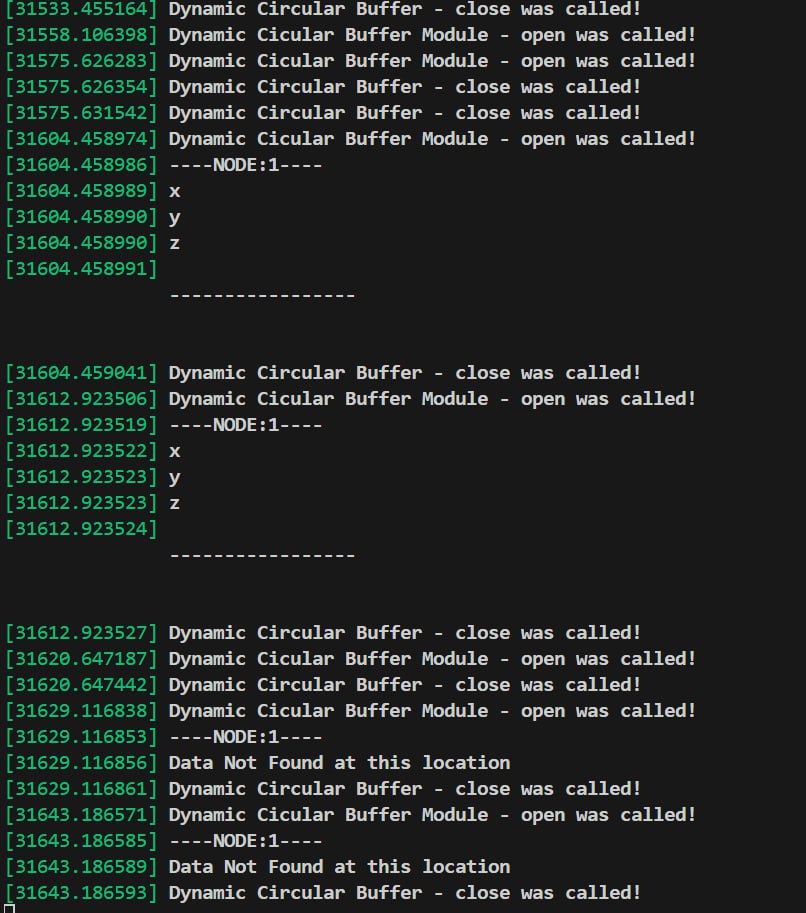 [31533.455164] Dynamic Circular Buffer - close was called!
[31558.106398] Dynamic Cicular Buffer Module - open was called!
[31575.626283] Dynamic Cicular Buffer Module - open was called!
[31575.626354] Dynamic Circular Buffer - close was called!
[31575.631542] Dynamic Circular Buffer - close was called!
[31604.458974] Dynamic Cicular Buffer Module - open was called!
[31604.458986] ----NODE:1----
[31604.458989] x
[31604.458990] y
[31604.458990] z
[31604.458991]
-----------------
[31604.459041] Dynamic Circular Buffer - close was called!
[31612.923506] Dynamic Cicular Buffer Module - open was called!
[31612.923519] ----NODE:1----
[31612.923522] x
[31612.923523] y
[31612.923523] z
[31612.923524]
-----------------
[31612.923527] Dynamic Circular Buffer - close was called!
[31620.647187] Dynamic Cicular Buffer Module - open was called!
[31620.647442] Dynamic Circular Buffer - close was called!
[31629.116838] Dynamic Cicular Buffer Module - open was called!
[31629.116853] ----NODE:1----
[31629.116856] Data Not Found at this location
[31629.116861] Dynamic Circular Buffer - close was called!
[31643.186571] Dynamic Cicular Buffer Module - open was called!
[31643.186585] ----NODE:1----
[31643.186589] Data Not Found at this location
[31643.186593] Dynamic Circular Buffer - close was called!